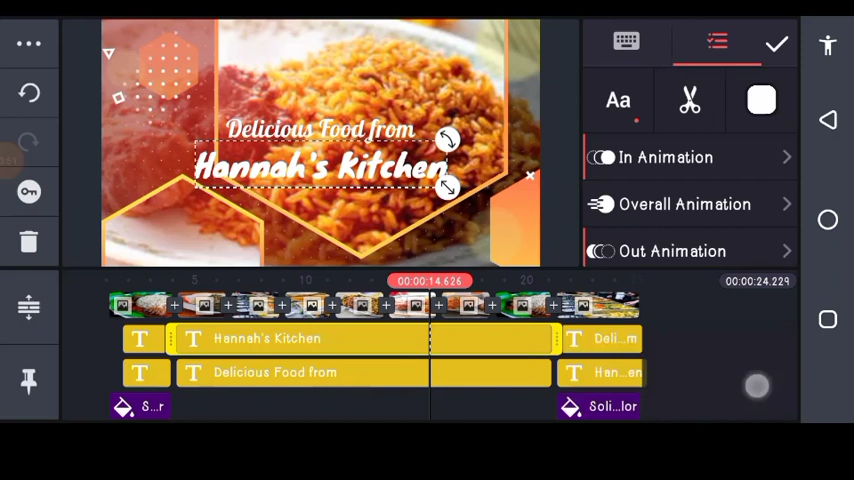 Delicious Food from
Hannah's Kitchen
Aa
In Animation
Overall Animation
Out Animation
5
10
00:00:14.626
20
00:00:24.229
T
T Hannah's Kitchen
T Deli...m
T
T Delicious Food from
T Han...en
S...r
Soli...lor